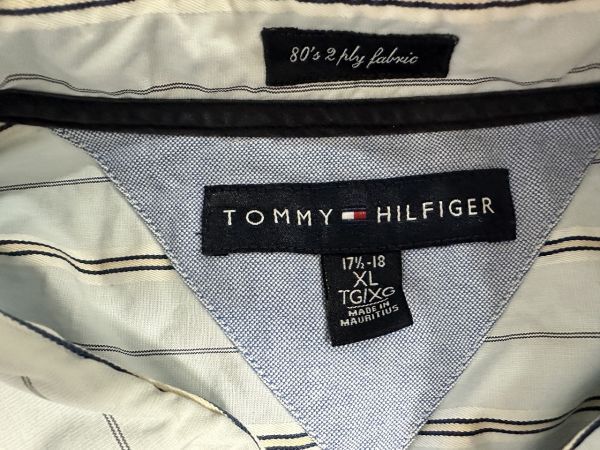 80's 2 ply fabric
TOMMY HILFIGER
17½-18
XL
TG/XG
MADE IN
MAURITIUS